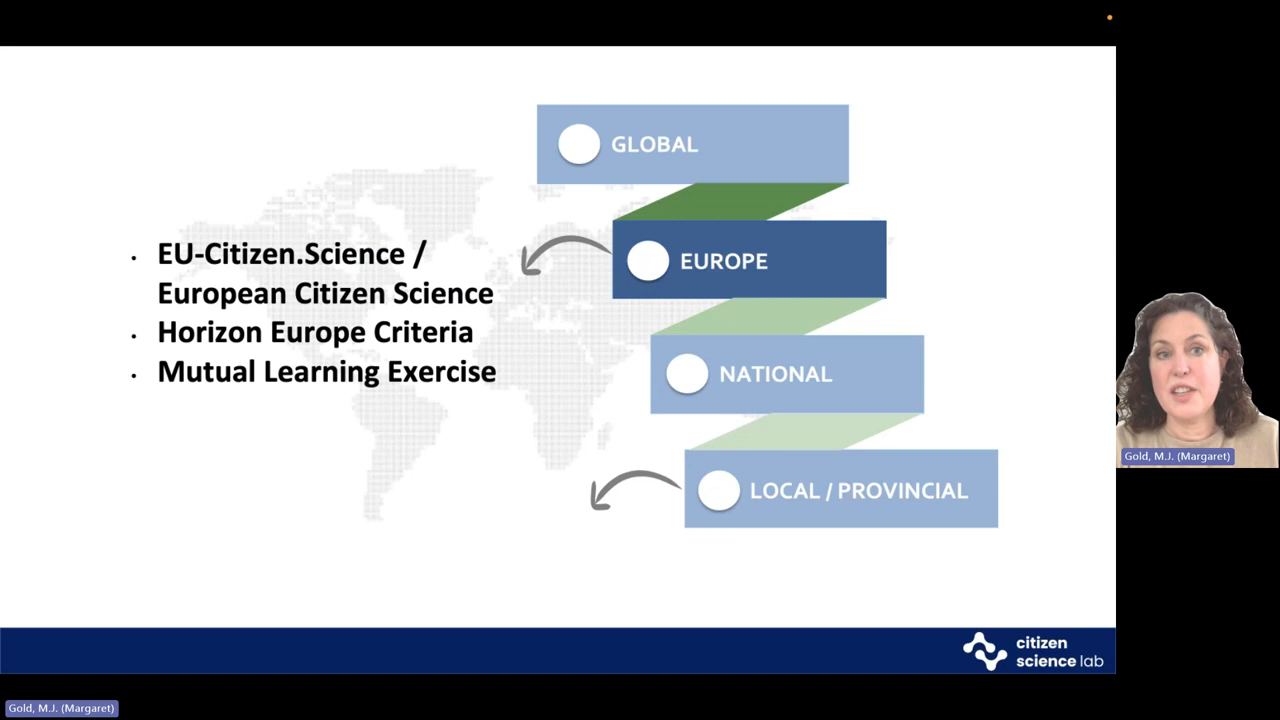 GLOBAL
EU-Citizen.Science /
European Citizen Science
Horizon Europe Criteria
Mutual Learning Exercise
EUROPE
NATIONAL
LOCAL / PROVINCIAL
Gold, M.J. (Margaret)
citizen
science lab
Gold, M.J. (Margaret)